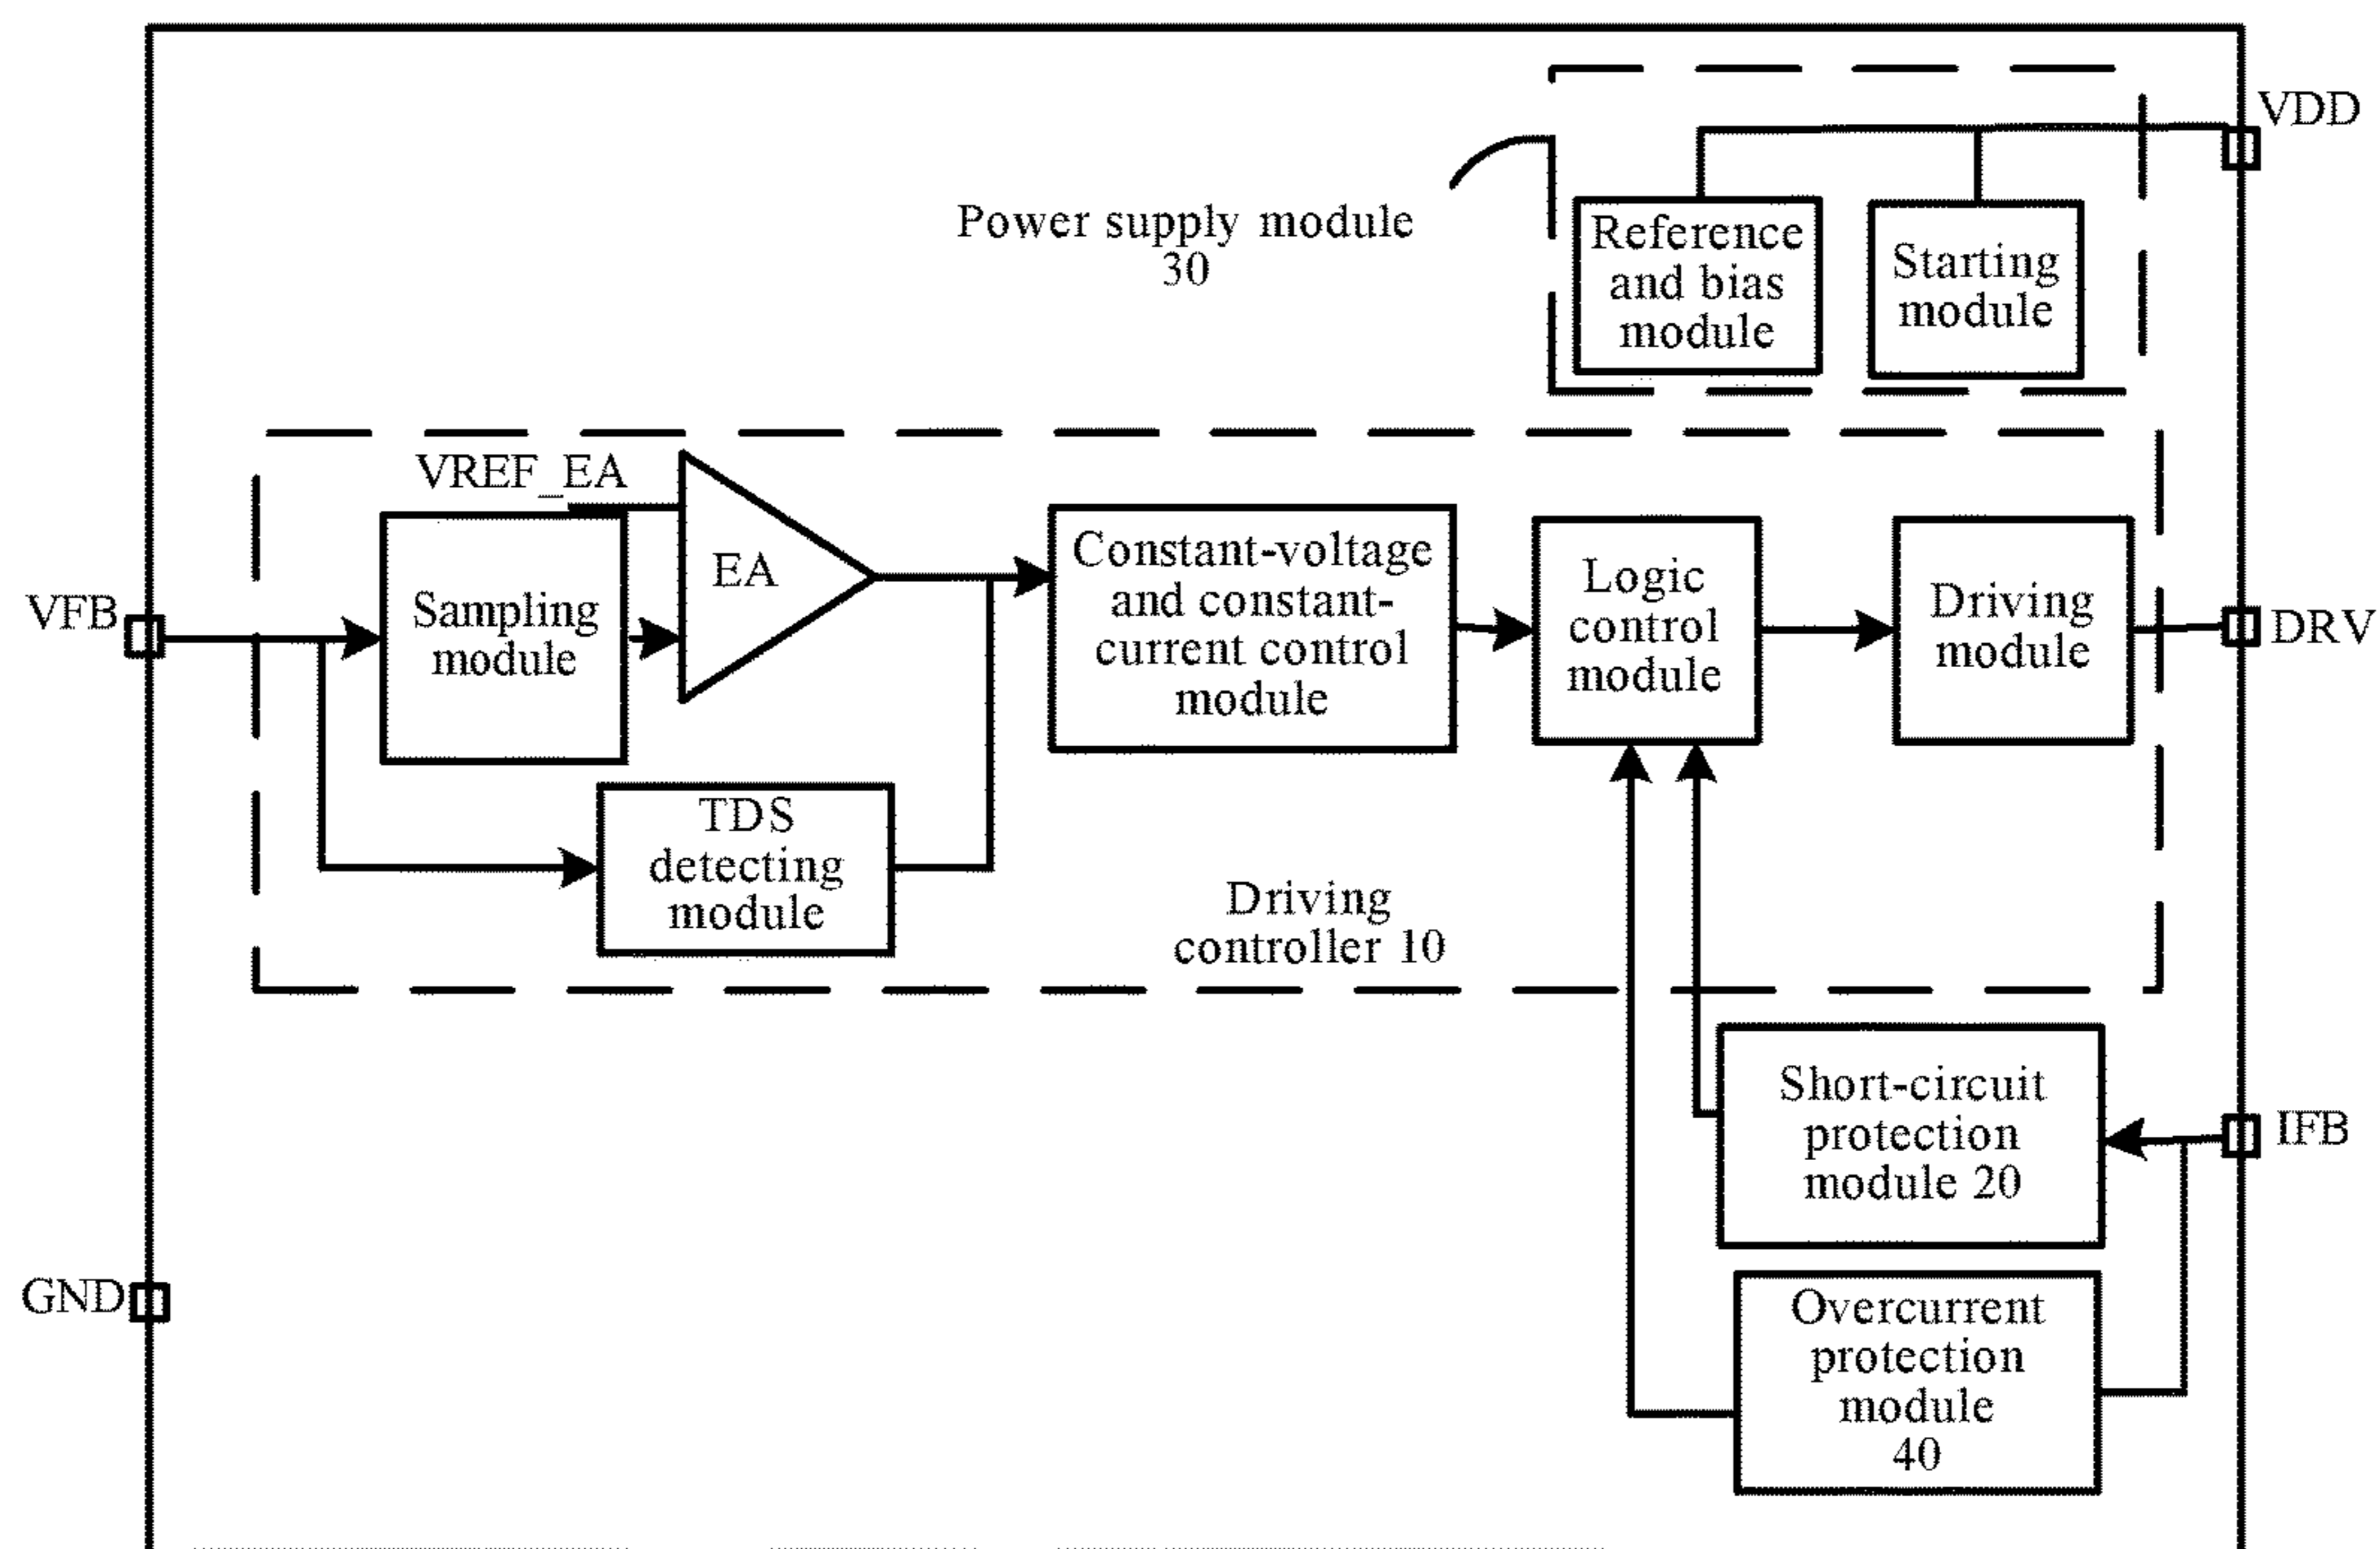 VDD
Power supply module
30
Reference
and bias
module
Starting
module
VREF_EA
EA
VFB
Sampling
module
Constant-voltage
and constant-
current control
module
Logic
control
module
Driving
module
DRV
TDS
detecting
module
Driving
controller 10
Short-circuit
protection
module 20
IFB
GND
Overcurrent
protection
module
40